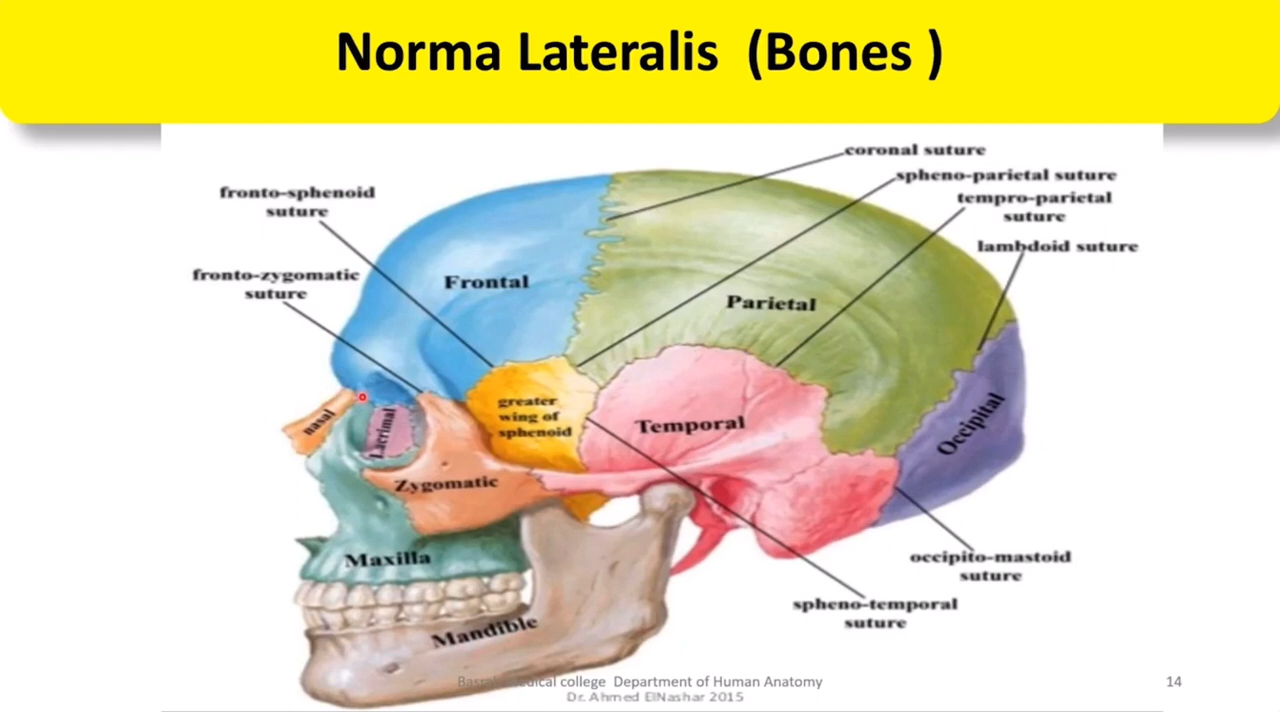 Norma Lateralis (Bones )
coronal suture
spheno-parietal suture
tempro-parietal
suture
lambdoid suture
fronto-sphenoid
suture
fronto-zygomatic
suture
Frontal
Parietal
greater
wing of
sphenoid
Temporal
Occipital
nasal
Lacrimal
Zygomatic
Maxilla
Mandible
occipito-mastoid
suture
spheno-temporal
suture
Basrah Medical college Department of Human Anatomy
14
Dr. Ahmed ElNashar 2015